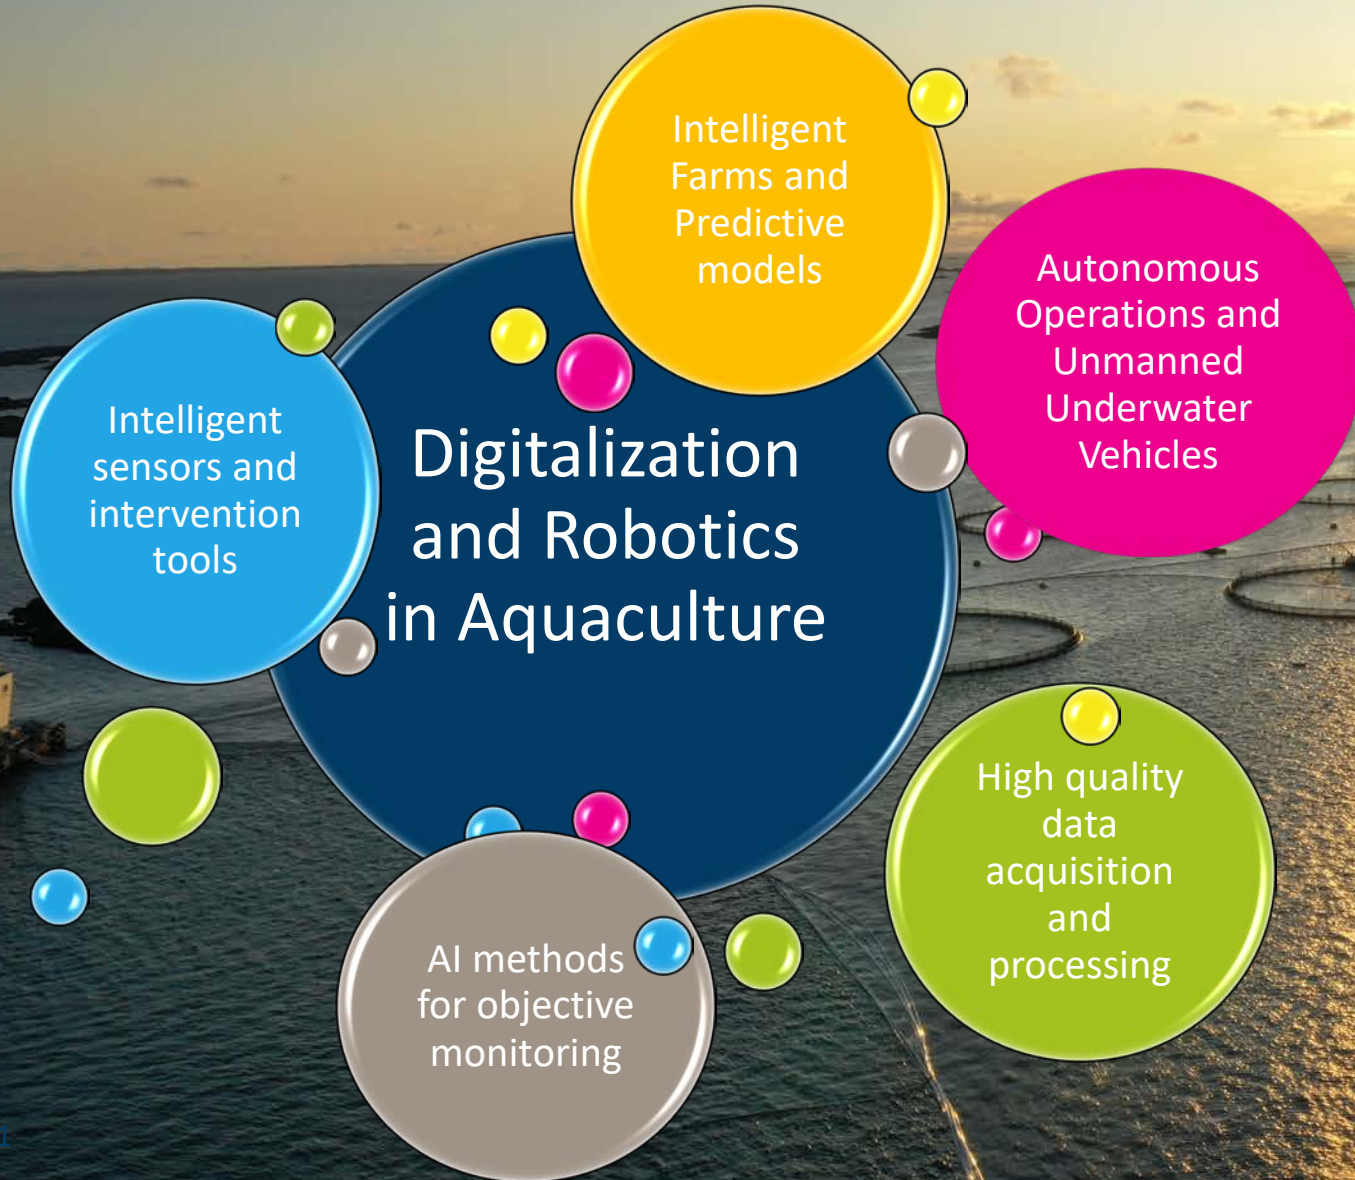 Intelligent
Farms and
Predictive
models
Autonomous
Operations and
Unmanned
Underwater
Vehicles
Intelligent
sensors and
intervention
tools
Digitalization
and Robotics
in Aquaculture
High quality
data
acquisition
and
processing
AI methods
for objective
monitoring